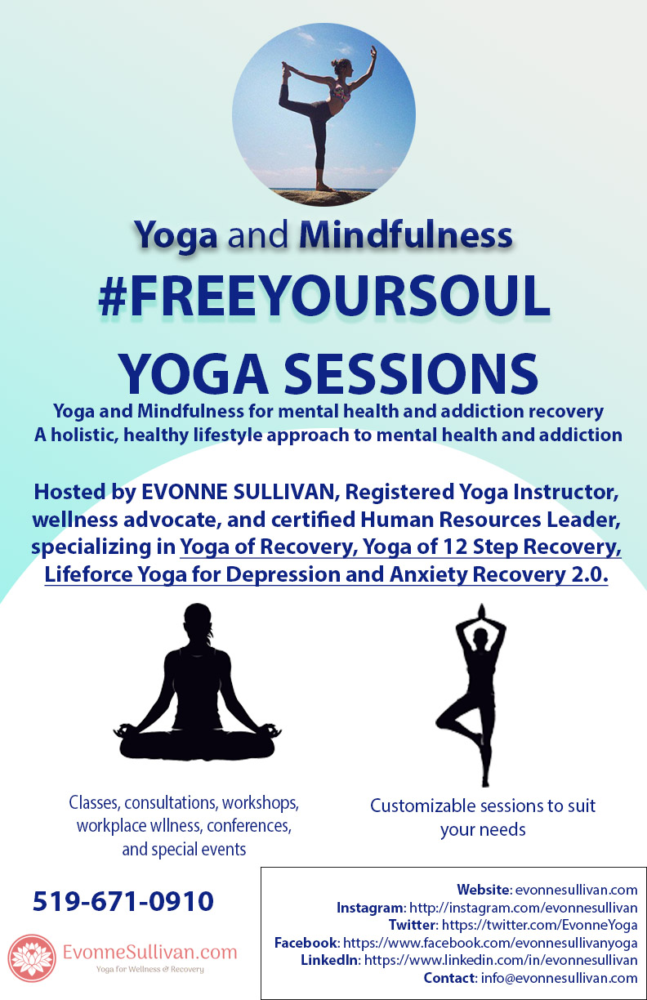 Yoga and Mindfulness
#FREEYOURSOUL
YOGA SESSIONS
Yoga and Mindfulness for mental health and addiction recovery
A holistic, healthy lifestyle approach to mental health and addiction
Hosted by EVONNE SULLIVAN, Registered Yoga Instructor,
wellness advocate, and certified Human Resources Leader,
specializing in Yoga of Recovery, Yoga of 12 Step Recovery,
Lifeforce Yoga for Depression and Anxiety Recovery 2.0.
Classes, consultations, workshops,
workplace wllness, conferences,
and special events
Customizable sessions to suit
your needs
519-671-0910
EvonneSullivan.com
Yoga for Wellness & Recovery
Website: evonnesullivan.com
Instagram: http://instagram.com/evonnesullivan
Twitter: https://twitter.com/EvonneYoga
Facebook: https://www.facebook.com/evonnesullivanyoga
LinkedIn: https://www.linkedin.com/in/evonnesullivan
Contact: info@evonnesullivan.com